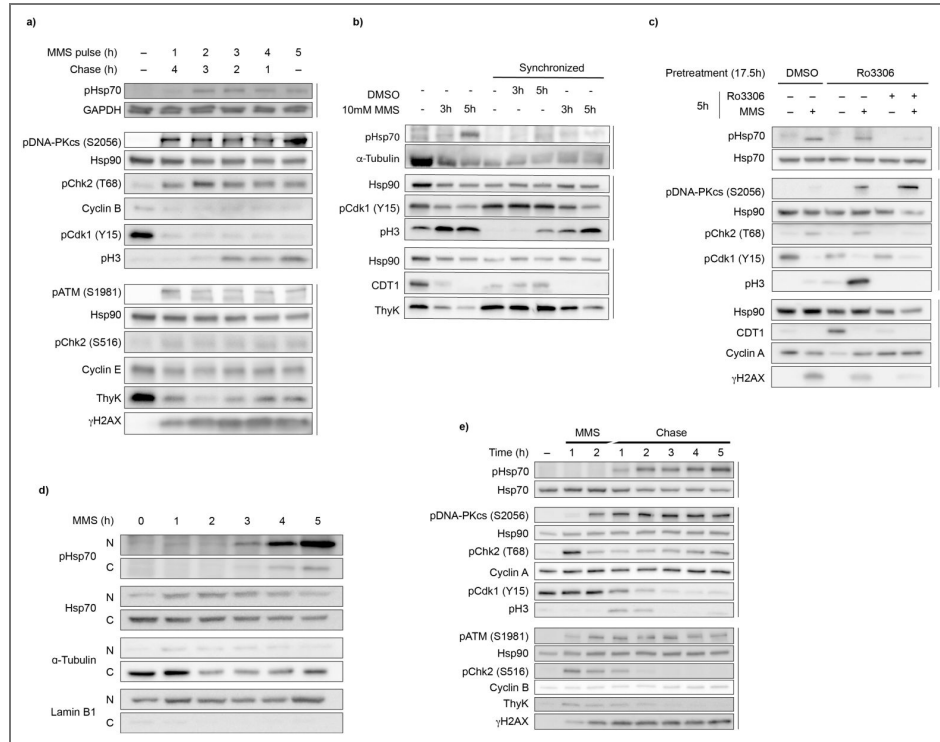 a)
MMS pulse (h) – 1 2 3 4 5
Chase (h) – 4 3 2 1 –
pHsp70
GAPDH
pDNA-PKcs (S2056)
Hsp90
pChk2 (T68)
Cyclin B
pCdk1 (Y15)
pH3
pATM (S1981)
Hsp90
pChk2 (S516)
Cyclin E
ThyK
γH2AX
b)
Synchronized
DMSO – – – – 3h 5h – –
10mM MMS – 3h 5h – – – 3h 5h
pHsp70
α-Tubulin
Hsp90
pCdk1 (Y15)
pH3
Hsp90
CDT1
ThyK
c)
Pretreatment (17.5h) DMSO Ro3306
5h
Ro3306 – – – – + +
MMS – + – + – +
pHsp70
Hsp70
pDNA-PKcs (S2056)
Hsp90
pChk2 (T68)
pCdk1 (Y15)
pH3
Hsp90
CDT1
Cyclin A
γH2AX
d)
MMS (h) 0 1 2 3 4 5
pHsp70 N
C
Hsp70 N
C
α-Tubulin N
C
Lamin B1 N
C
e)
MMS Chase
Time (h) – 1 2 1 2 3 4 5
pHsp70
Hsp70
pDNA-PKcs (S2056)
Hsp90
pChk2 (T68)
Cyclin A
pCdk1 (Y15)
pH3
pATM (S1981)
Hsp90
pChk2 (S516)
Cyclin B
ThyK
γH2AX